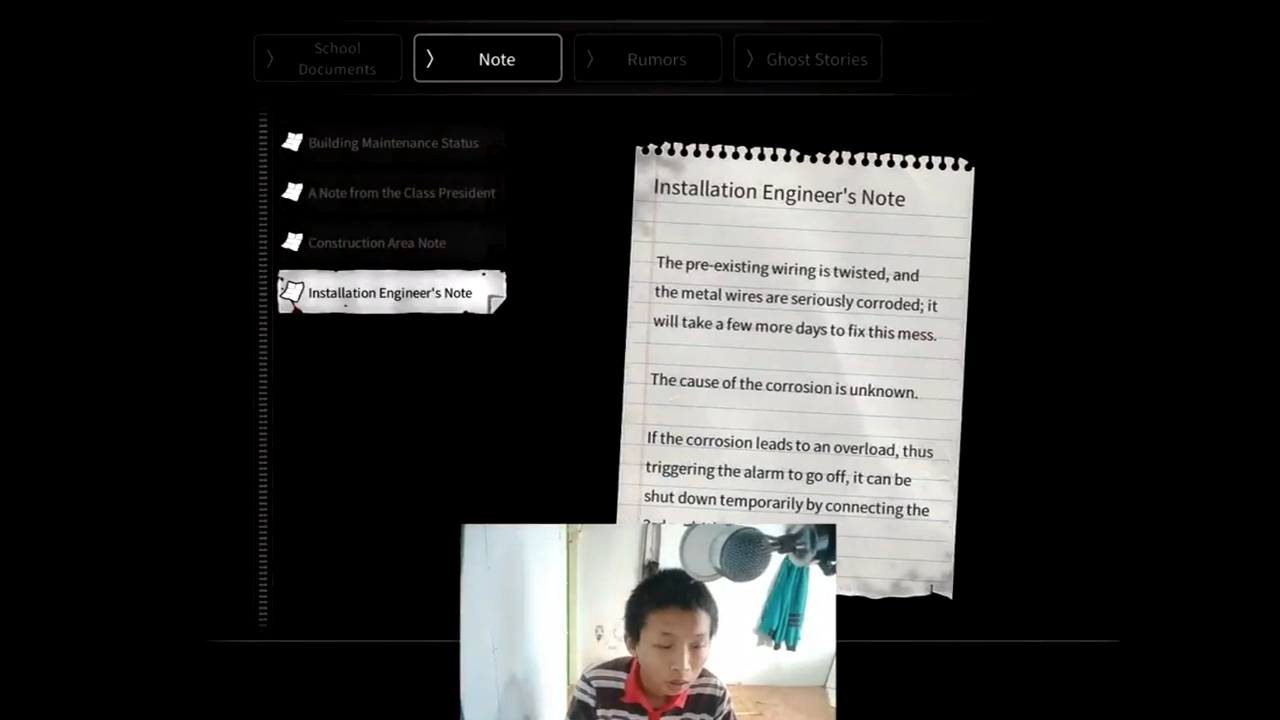 School
Documents
Note
Rumors
Ghost Stories
Building Maintenance Status
A Note from the Class President
Construction Area Note
Installation Engineer's Note
Installation Engineer's Note
The pre-existing wiring is twisted, and
the metal wires are seriously corroded; it
will take a few more days to fix this mess.
The cause of the corrosion is unknown.
If the corrosion leads to an overload, thus
triggering the alarm to go off, it can be
shut down temporarily by connecting the